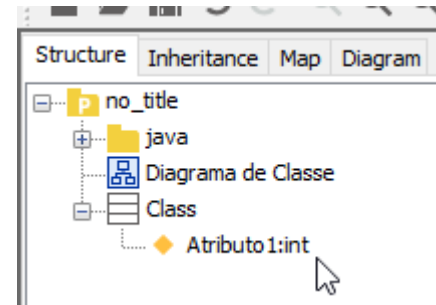 Structure Inheritance Map Diagram
no_title
java
Diagrama de Classe
Class
Atributo1:int